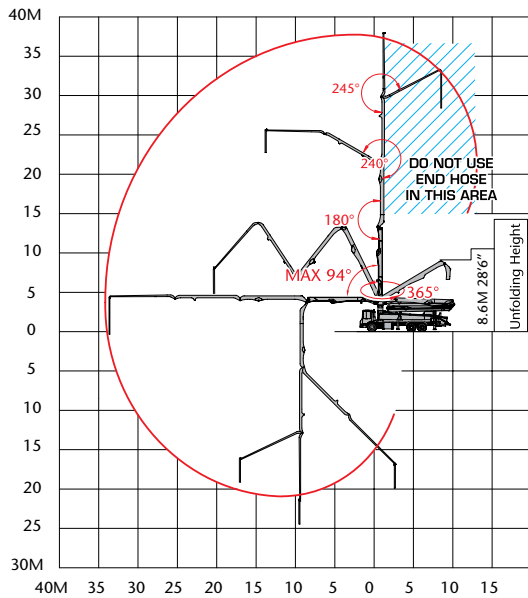 40M
35
30
25
20
15
10
5
0
5
10
15
20
25
30M
40M 35 30 25 20 15 10 5 0 5 10 15
245°
240°
180°
MAX 94°
365°
DO NOT USE
END HOSE
IN THIS AREA
8.6M 28'6"
Unfolding Height